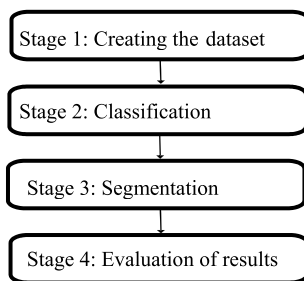 Stage 1: Creating the dataset
Stage 2: Classification
Stage 3: Segmentation
Stage 4: Evaluation of results